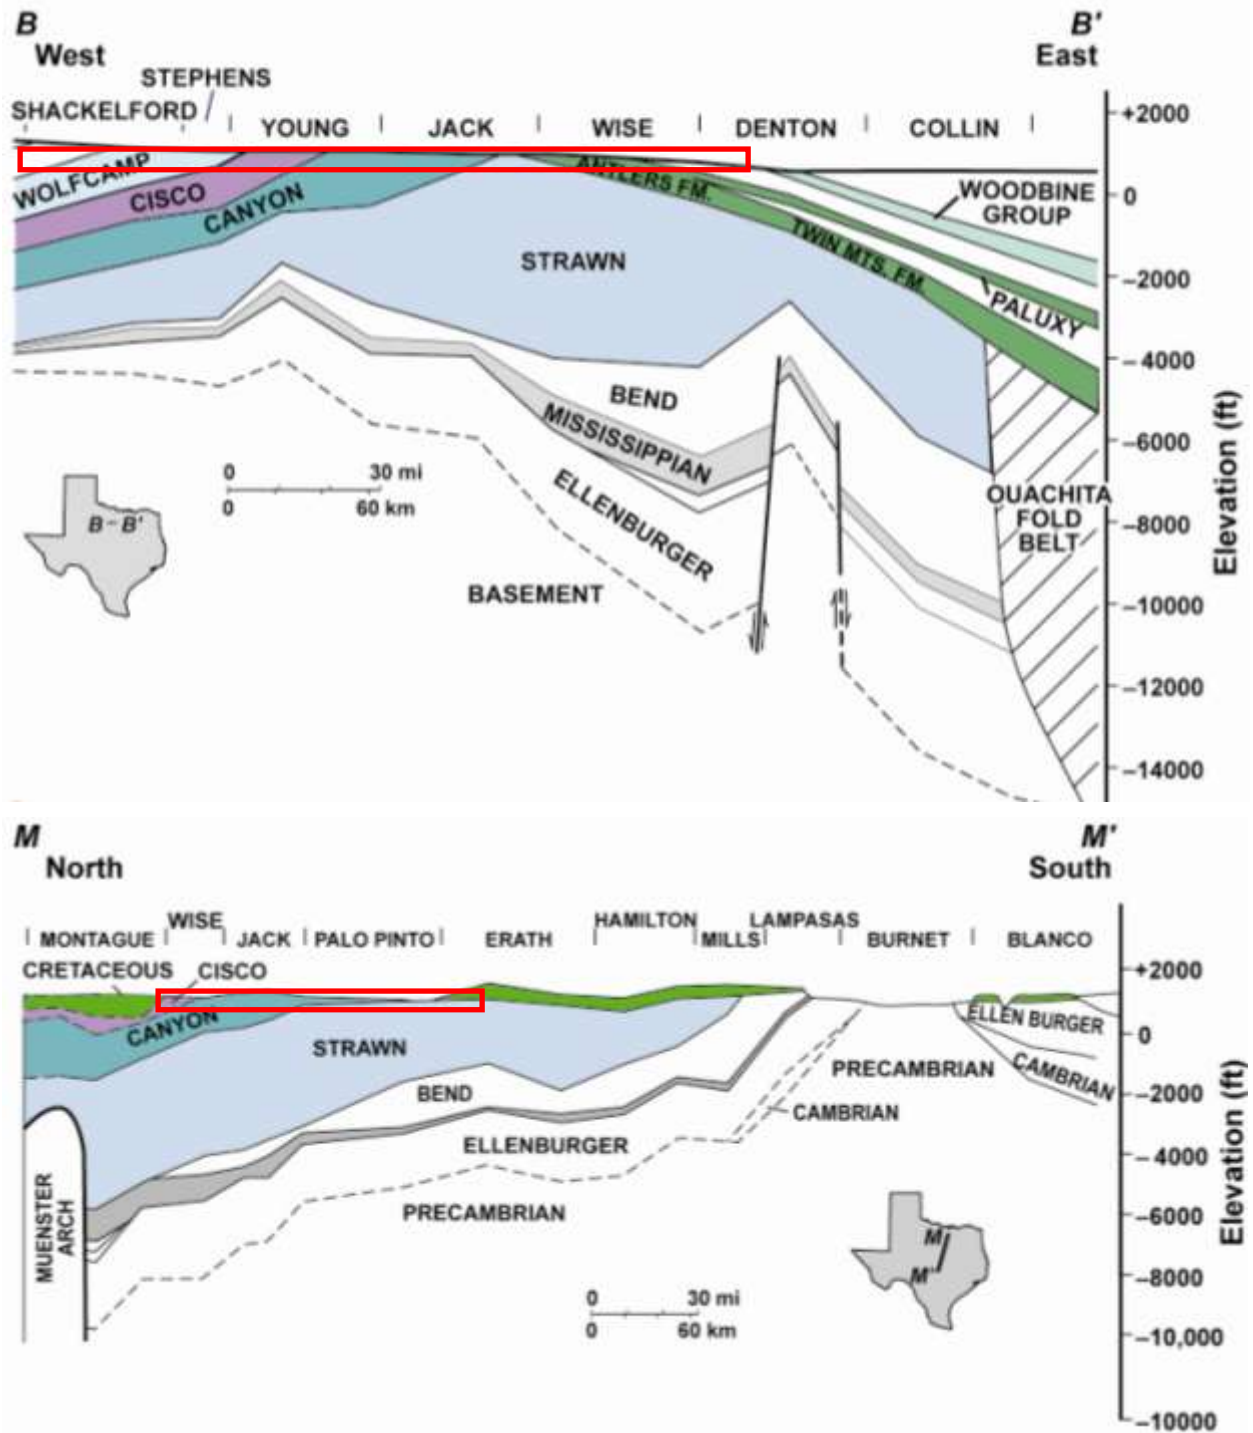 B
West
B'
East
STEPHENS
SHACKELFORD
YOUNG
JACK
WISE
DENTON
COLLIN
+2000
WOLFCAMP
CISCO
CANYON
ANTLERS FM.
WOODBINE
GROUP
0
STRAWN
TWIN MTS. FM.
–2000
PALUXY
–4000
BEND
MISSISSIPPIAN
–6000
Elevation (ft)
0 30 mi
0 60 km
ELLENBURGER
OUACHITA
FOLD
BELT
B – B'
–8000
BASEMENT
–10000
–12000
–14000
M
North
M'
South
WISE
HAMILTON
LAMPASAS
MONTAGUE
JACK
PALO PINTO
ERATH
MILLS
BURNET
BLANCO
CRETACEOUS
CISCO
+2000
CANYON
ELLEN BURGER
0
STRAWN
PRECAMBRIAN
CAMBRIAN
BEND
–2000
CAMBRIAN
ELLENBURGER
–4000
Elevation (ft)
MUENSTER
ARCH
PRECAMBRIAN
–6000
M
M'
–8000
0 30 mi
0 60 km
–10,000
–10000